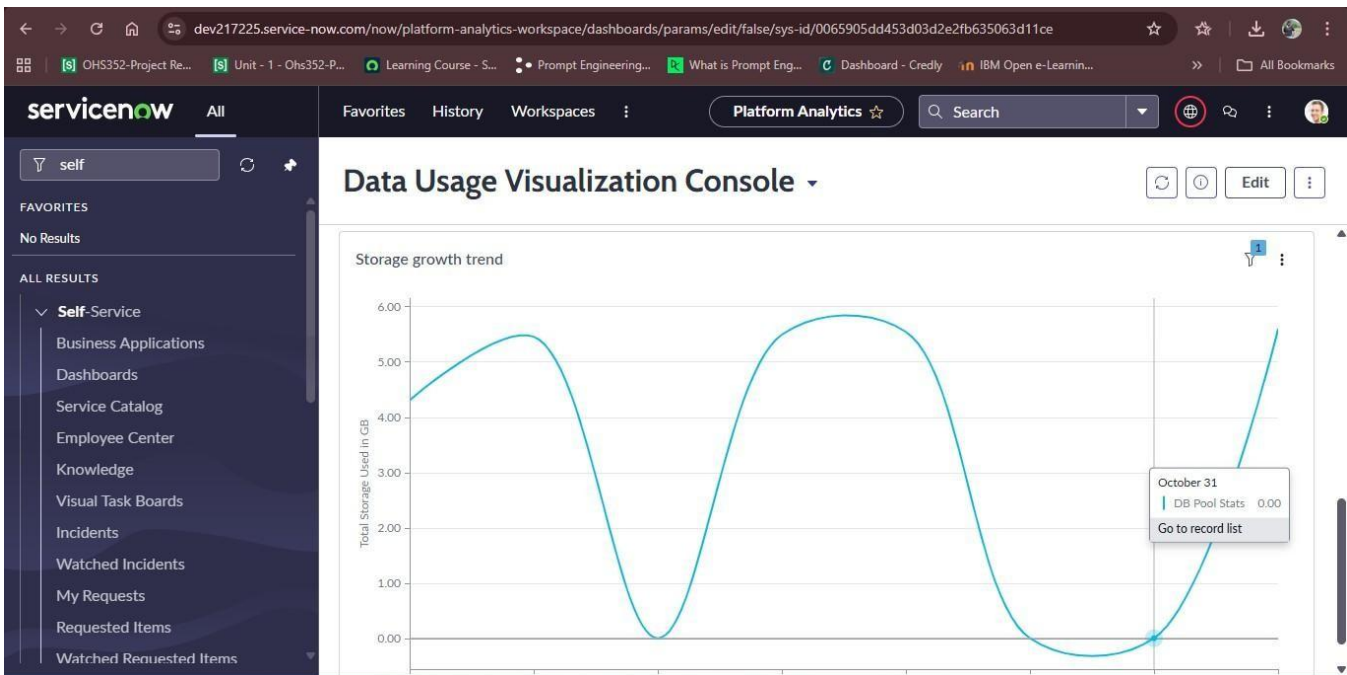 dev217225.service-now.com/now/platform-analytics-workspace/dashboards/params/edit/false/sys-id/0065905dd453d03d2e2fb635063d11ce
OHS352-Project Re... Unit - 1 - Ohs352-P... Learning Course - S... Prompt Engineering... What is Prompt Eng... Dashboard - Credly IBM Open e-Learnin... » All Bookmarks
servicenow All Favorites History Workspaces Platform Analytics Search
self
Data Usage Visualization Console
Edit
FAVORITES
No Results
ALL RESULTS
Self-Service
Business Applications
Dashboards
Service Catalog
Employee Center
Knowledge
Visual Task Boards
Incidents
Watched Incidents
My Requests
Requested Items
Watched Requested Items
Storage growth trend
1
6.00
5.00
4.00
3.00
2.00
1.00
0.00
Total Storage Used in GB
October 31
DB Pool Stats 0.00
Go to record list